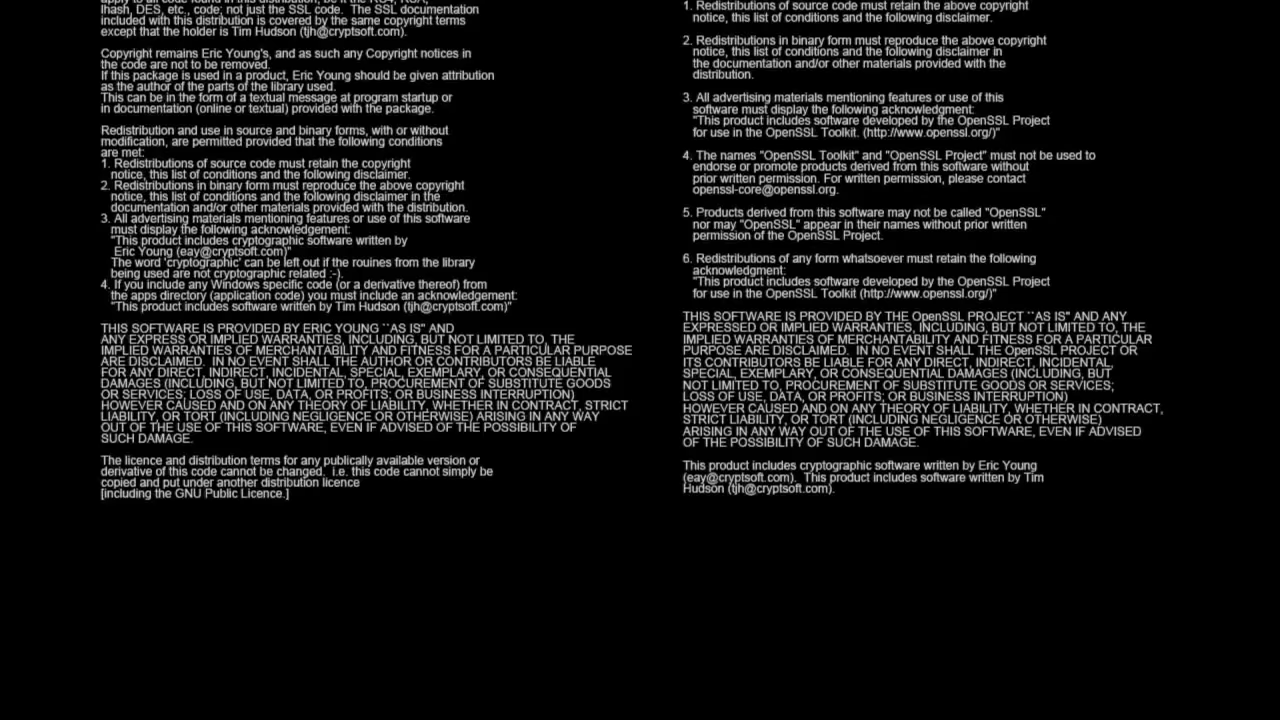 apply to all code found in this distribution, be it the RC4, RSA,
lhash, DES, etc., code; not just the SSL code.  The SSL documentation
included with this distribution is covered by the same copyright terms
except that the holder is Tim Hudson (tjh@cryptsoft.com).
Copyright remains Eric Young's, and as such any Copyright notices in
the code are not to be removed.
If this package is used in a product, Eric Young should be given attribution
as the author of the parts of the library used.
This can be in the form of a textual message at program startup or
in documentation (online or textual) provided with the package.
Redistribution and use in source and binary forms, with or without
modification, are permitted provided that the following conditions
are met:
1. Redistributions of source code must retain the copyright
notice, this list of conditions and the following disclaimer.
2. Redistributions in binary form must reproduce the above copyright
notice, this list of conditions and the following disclaimer in the
documentation and/or other materials provided with the distribution.
3. All advertising materials mentioning features or use of this software
must display the following acknowledgement:
"This product includes cryptographic software written by
Eric Young (eay@cryptsoft.com)"
The word 'cryptographic' can be left out if the rouines from the library
being used are not cryptographic related :-).
4. If you include any Windows specific code (or a derivative thereof) from
the apps directory (application code) you must include an acknowledgement:
"This product includes software written by Tim Hudson (tjh@cryptsoft.com)"
THIS SOFTWARE IS PROVIDED BY ERIC YOUNG ``AS IS'' AND
ANY EXPRESS OR IMPLIED WARRANTIES, INCLUDING, BUT NOT LIMITED TO, THE
IMPLIED WARRANTIES OF MERCHANTABILITY AND FITNESS FOR A PARTICULAR PURPOSE
ARE DISCLAIMED.  IN NO EVENT SHALL THE AUTHOR OR CONTRIBUTORS BE LIABLE
FOR ANY DIRECT, INDIRECT, INCIDENTAL, SPECIAL, EXEMPLARY, OR CONSEQUENTIAL
DAMAGES (INCLUDING, BUT NOT LIMITED TO, PROCUREMENT OF SUBSTITUTE GOODS
OR SERVICES; LOSS OF USE, DATA, OR PROFITS; OR BUSINESS INTERRUPTION)
HOWEVER CAUSED AND ON ANY THEORY OF LIABILITY, WHETHER IN CONTRACT, STRICT
LIABILITY, OR TORT (INCLUDING NEGLIGENCE OR OTHERWISE) ARISING IN ANY WAY
OUT OF THE USE OF THIS SOFTWARE, EVEN IF ADVISED OF THE POSSIBILITY OF
SUCH DAMAGE.
The licence and distribution terms for any publically available version or
derivative of this code cannot be changed.  i.e. this code cannot simply be
copied and put under another distribution licence
[including the GNU Public Licence.]
1. Redistributions of source code must retain the above copyright
notice, this list of conditions and the following disclaimer.
2. Redistributions in binary form must reproduce the above copyright
notice, this list of conditions and the following disclaimer in
the documentation and/or other materials provided with the
distribution.
3. All advertising materials mentioning features or use of this
software must display the following acknowledgment:
"This product includes software developed by the OpenSSL Project
for use in the OpenSSL Toolkit. (http://www.openssl.org/)"
4. The names "OpenSSL Toolkit" and "OpenSSL Project" must not be used to
endorse or promote products derived from this software without
prior written permission. For written permission, please contact
openssl-core@openssl.org.
5. Products derived from this software may not be called "OpenSSL"
nor may "OpenSSL" appear in their names without prior written
permission of the OpenSSL Project.
6. Redistributions of any form whatsoever must retain the following
acknowledgment:
"This product includes software developed by the OpenSSL Project
for use in the OpenSSL Toolkit (http://www.openssl.org/)"
THIS SOFTWARE IS PROVIDED BY THE OpenSSL PROJECT ``AS IS'' AND ANY
EXPRESSED OR IMPLIED WARRANTIES, INCLUDING, BUT NOT LIMITED TO, THE
IMPLIED WARRANTIES OF MERCHANTABILITY AND FITNESS FOR A PARTICULAR
PURPOSE ARE DISCLAIMED.  IN NO EVENT SHALL THE OpenSSL PROJECT OR
ITS CONTRIBUTORS BE LIABLE FOR ANY DIRECT, INDIRECT, INCIDENTAL,
SPECIAL, EXEMPLARY, OR CONSEQUENTIAL DAMAGES (INCLUDING, BUT
NOT LIMITED TO, PROCUREMENT OF SUBSTITUTE GOODS OR SERVICES;
LOSS OF USE, DATA, OR PROFITS; OR BUSINESS INTERRUPTION)
HOWEVER CAUSED AND ON ANY THEORY OF LIABILITY, WHETHER IN CONTRACT,
STRICT LIABILITY, OR TORT (INCLUDING NEGLIGENCE OR OTHERWISE)
ARISING IN ANY WAY OUT OF THE USE OF THIS SOFTWARE, EVEN IF ADVISED
OF THE POSSIBILITY OF SUCH DAMAGE.
This product includes cryptographic software written by Eric Young
(eay@cryptsoft.com).  This product includes software written by Tim
Hudson (tjh@cryptsoft.com).